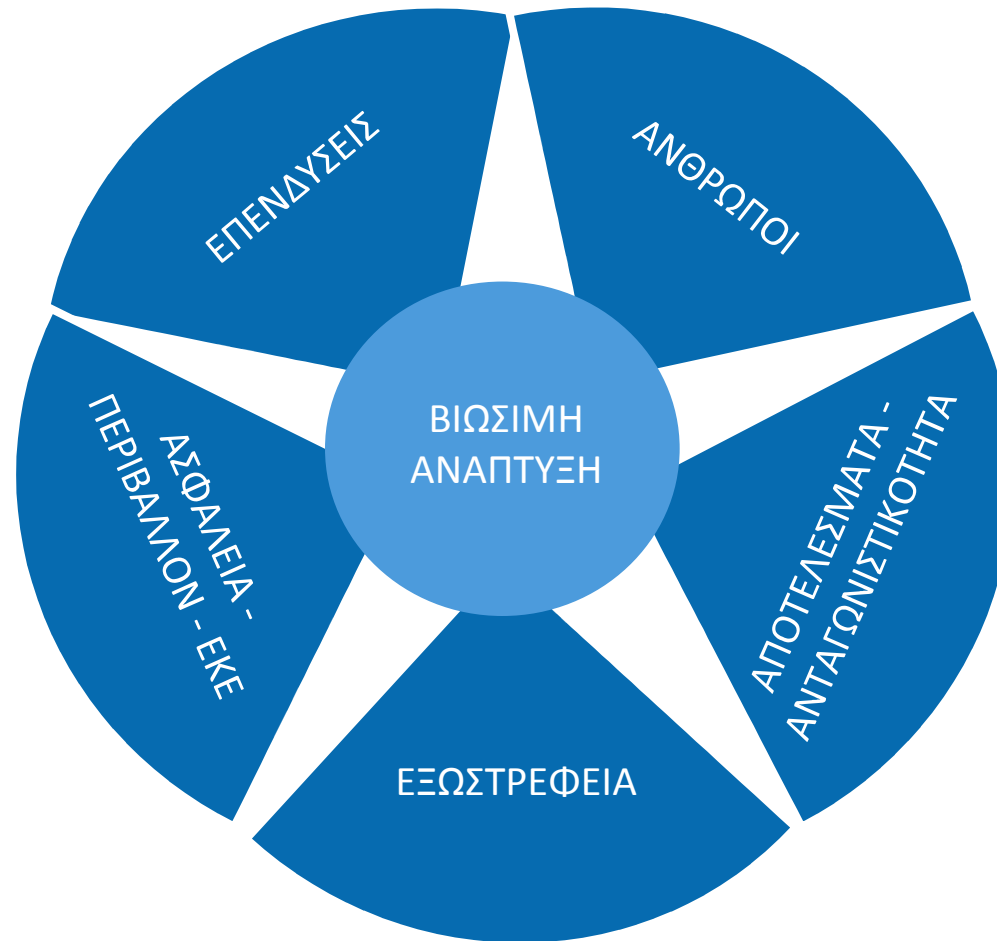 ΕΠΕΝΔΥΣΕΙΣ
ΑΝΘΡΩΠΟΙ
ΒΙΩΣΙΜΗ
ΑΝΑΠΤΥΞΗ
ΑΣΦΑΛΕΙΑ -
ΠΕΡΙΒΑΛΛΟΝ - ΕΚΕ
ΑΠΟΤΕΛΕΣΜΑΤΑ -
ΑΝΤΑΓΩΝΙΣΤΙΚΟΤΗΤΑ
ΕΞΩΣΤΡΕΦΕΙΑ